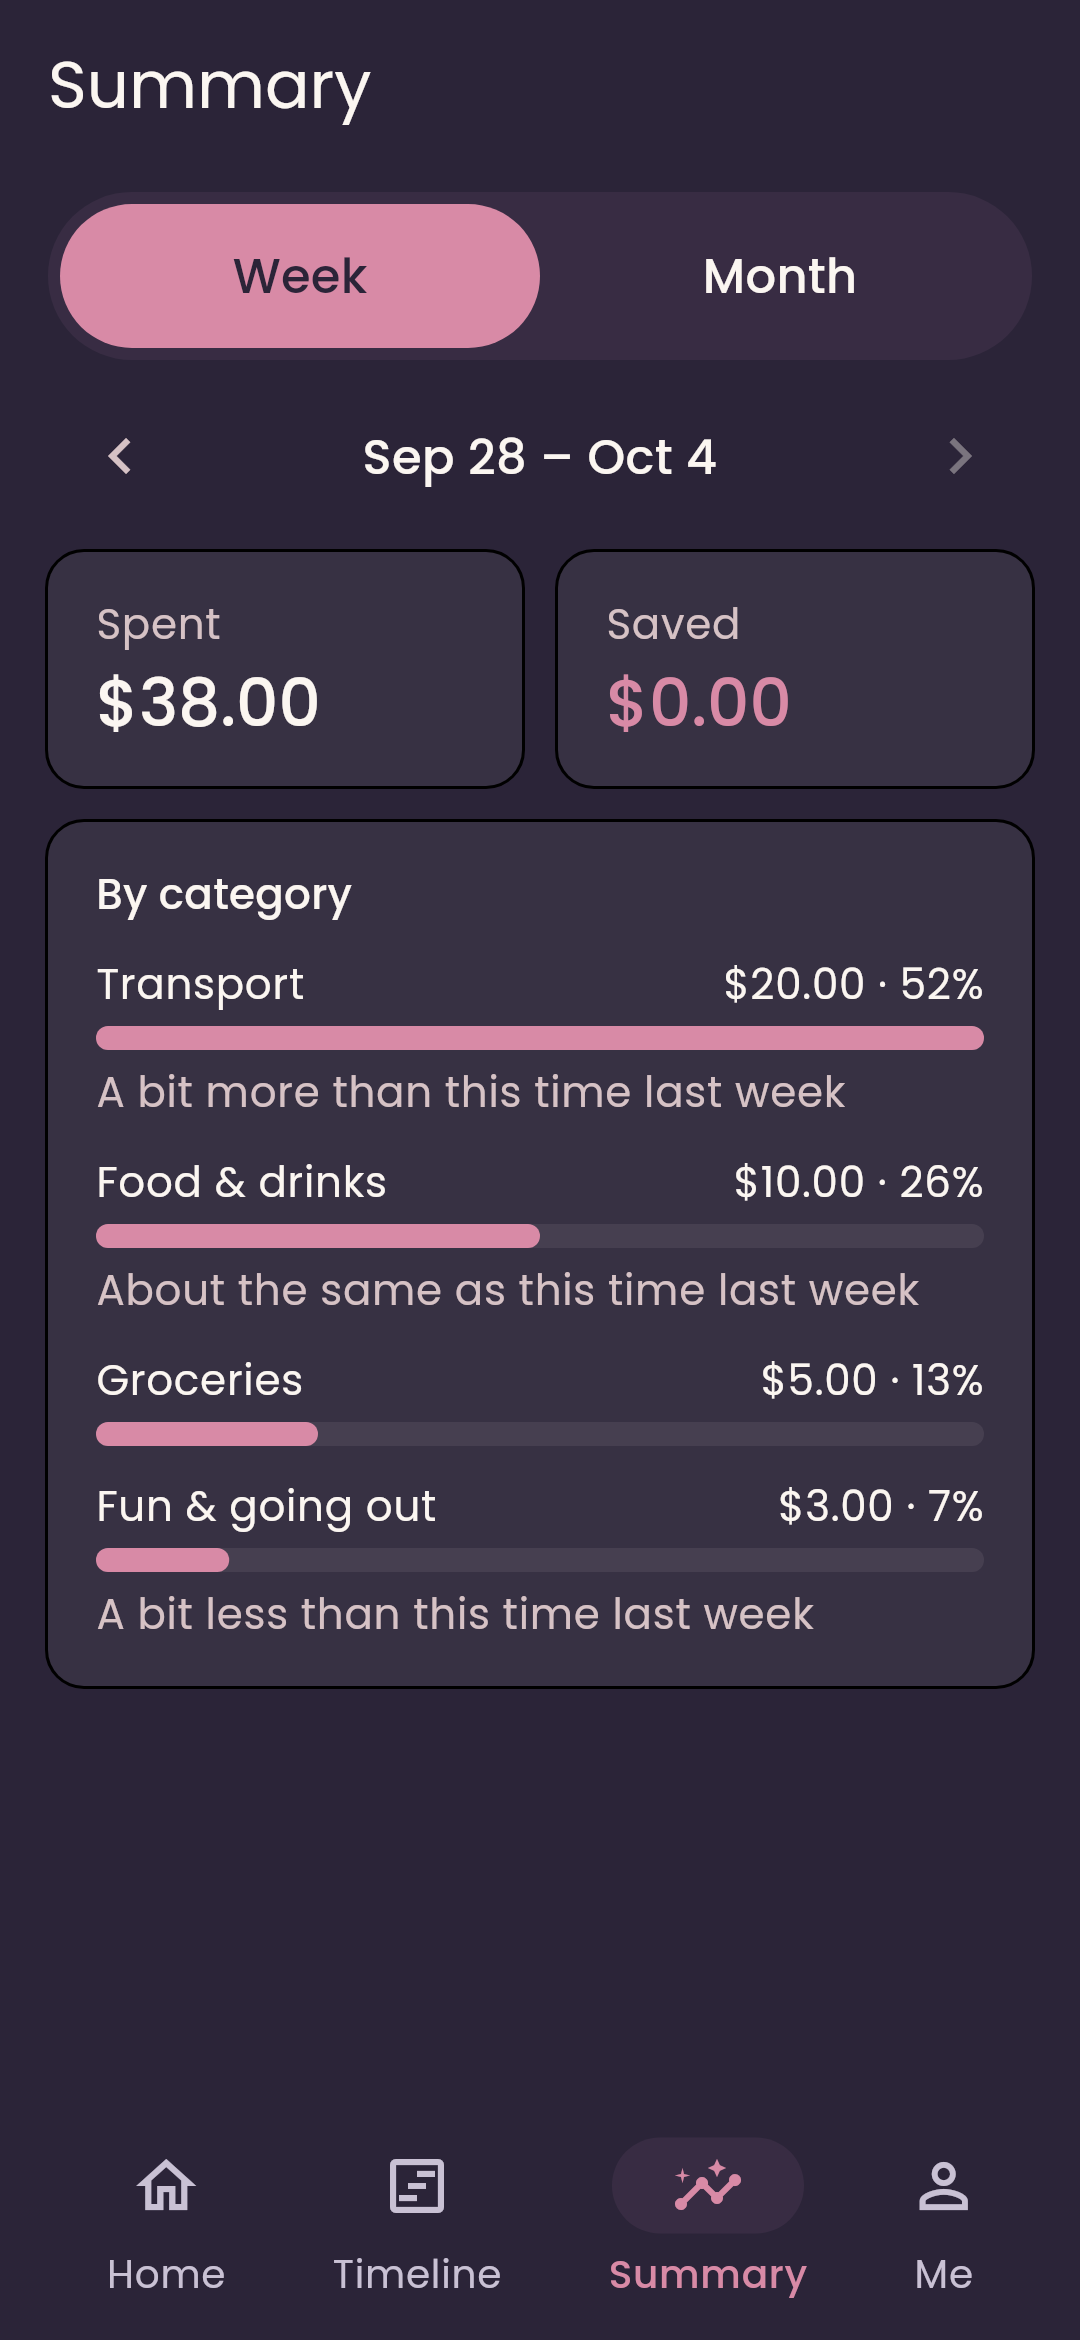 Summary
Week
Month
Sep 28 – Oct 4
Spent
$38.00
Saved
$0.00
By category
Transport
$20.00 · 52%
A bit more than this time last week
Food & drinks
$10.00 · 26%
About the same as this time last week
Groceries
$5.00 · 13%
Fun & going out
$3.00 · 7%
A bit less than this time last week
Home
Timeline
Summary
Me